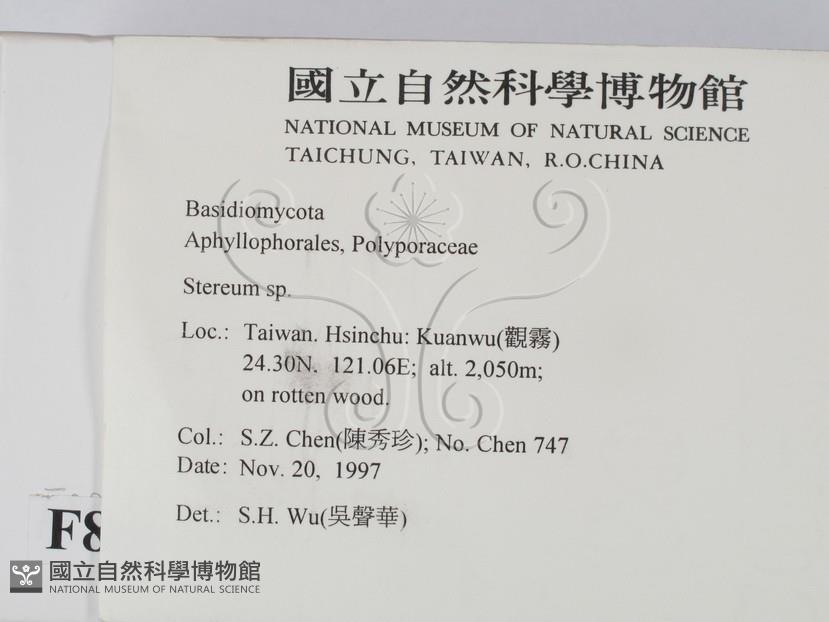 國立自然科學博物館
NATIONAL MUSEUM OF NATURAL SCIENCE
TAICHUNG, TAIWAN, R.O.CHINA
Basidiomycota
Aphyllophorales, Polyporaceae
Stereum sp.
Loc.: Taiwan. Hsinchu: Kuanwu(觀霧)
24.30N. 121.06E; alt. 2,050m;
on rotten wood.
Col.: S.Z. Chen(陳秀珍); No. Chen 747
Date: Nov. 20, 1997
Det.: S.H. Wu(吳聲華)
F8
國立自然科學博物館
NATIONAL MUSEUM OF NATURAL SCIENCE